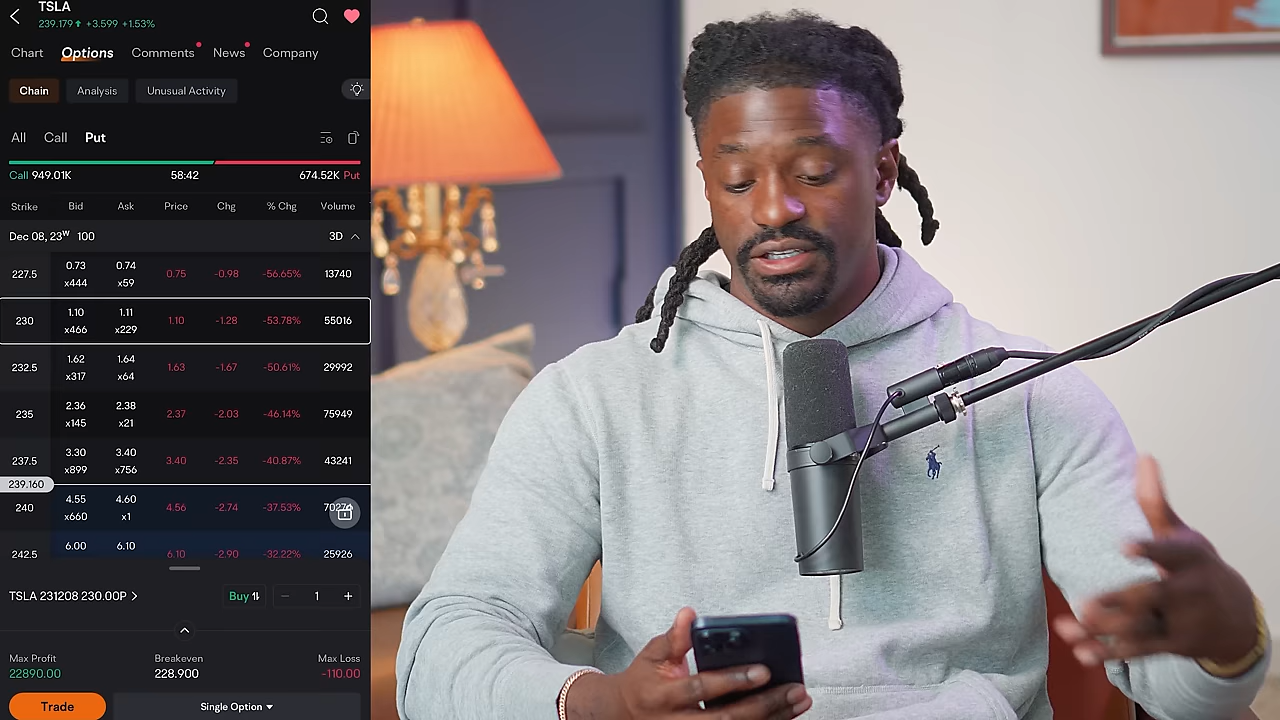 TSLA
239.179 +3.599 +1.53%
Chart Options Comments News Company
Chain Analysis Unusual Activity
All Call Put
Call 949.01K 58:42 674.52K Put
Strike Bid Ask Price Chg % Chg Volume
Dec 08, 23W 100 3D
227.5 0.73 x444 0.74 x59 0.75 -0.98 -56.65% 13740
230 1.10 x466 1.11 x229 1.10 -1.28 -53.78% 55016
232.5 1.62 x317 1.64 x64 1.63 -1.67 -50.61% 29992
235 2.36 x145 2.38 x21 2.37 -2.03 -46.14% 75949
237.5 3.30 x899 3.40 x756 3.40 -2.35 -40.87% 43241
239.160
240 4.55 x660 4.60 x1 4.56 -2.74 -37.53%
242.5 6.00 6.10 6.10 -2.90 -32.22% 25926
TSLA 231208 230.00P Buy 1
Max Profit Breakeven Max Loss
22890.00 228.900 -110.00
Trade Single Option